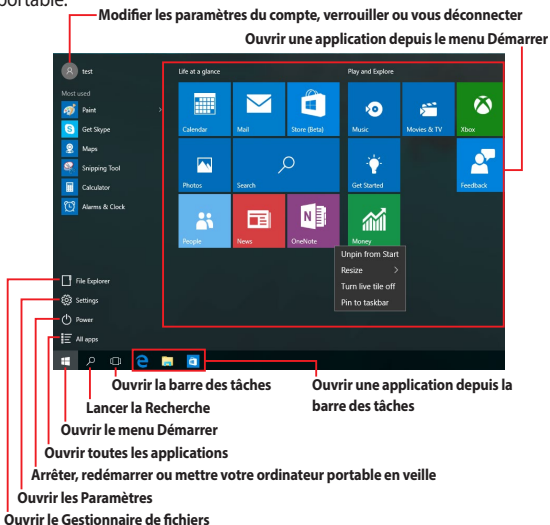 portable.
Modifier les paramètres du compte, verrouiller ou vous déconnecter
Ouvrir une application depuis le menu Démarrer
test
Life at a glance
Play and Explore
Most used
Paint
Get Skype
Maps
Snipping Tool
Calculator
Alarms & Clock
Calendar
Mail
Store (Beta)
Music
Movies & TV
Xbox
Photos
Search
Get Started
Feedback
People
News
OneNote
Money
Unpin from Start
Resize
Turn live tile off
Pin to taskbar
File Explorer
Settings
Power
All apps
Ouvrir la barre des tâches
Ouvrir une application depuis la
barre des tâches
Lancer la Recherche
Ouvrir le menu Démarrer
Ouvrir toutes les applications
Arrêter, redémarrer ou mettre votre ordinateur portable en veille
Ouvrir les Paramètres
Ouvrir le Gestionnaire de fichiers